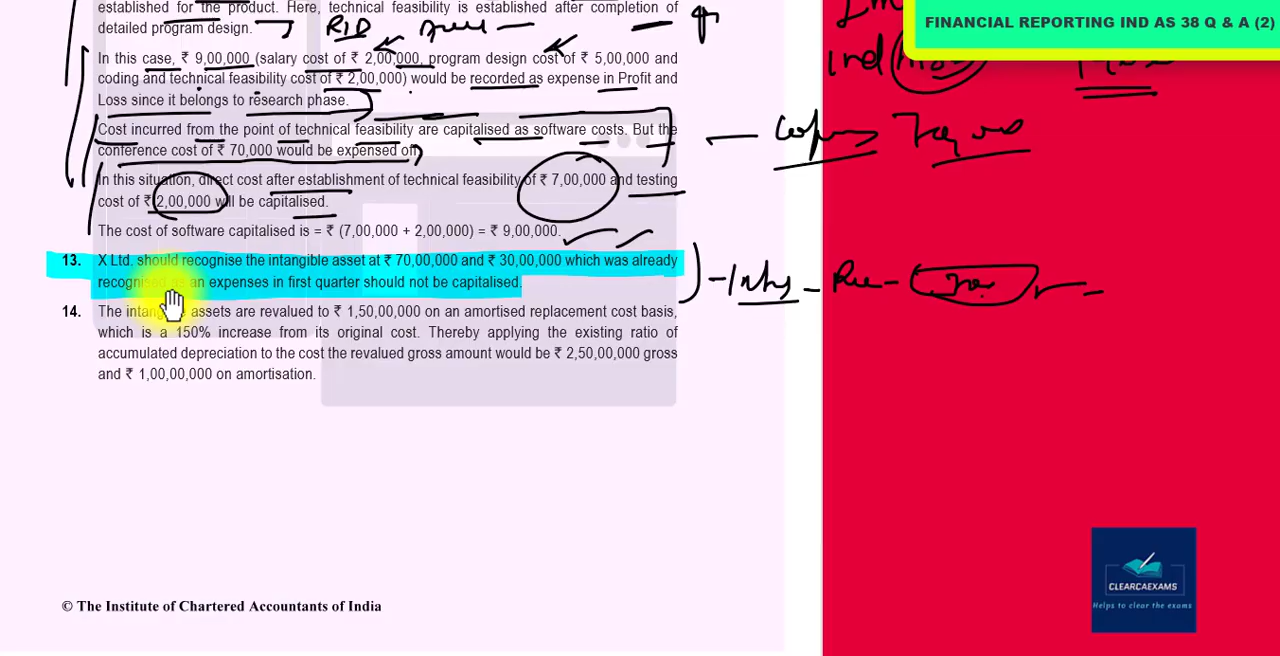 established for the product. Here, technical feasibility is established after completion of
detailed program design.
FINANCIAL REPORTING IND AS 38 Q & A (2)
In this case, ₹ 9,00,000 (salary cost of ₹ 2,00,000, program design cost of ₹ 5,00,000 and
coding and technical feasibility cost of ₹ 2,00,000) would be recorded as expense in Profit and
Loss since it belongs to research phase.
Cost incurred from the point of technical feasibility are capitalised as software costs. But the
conference cost of ₹ 70,000 would be expensed off.
In this situation, direct cost after establishment of technical feasibility of ₹ 7,00,000 and testing
cost of ₹ 2,00,000 will be capitalised.
The cost of software capitalised is = ₹ (7,00,000 + 2,00,000) = ₹ 9,00,000.
13. X Ltd. should recognise the intangible asset at ₹ 70,00,000 and ₹ 30,00,000 which was already
recognised as an expenses in first quarter should not be capitalised.
14. The intangible assets are revalued to ₹ 1,50,00,000 on an amortised replacement cost basis,
which is a 150% increase from its original cost. Thereby applying the existing ratio of
accumulated depreciation to the cost the revalued gross amount would be ₹ 2,50,00,000 gross
and ₹ 1,00,00,000 on amortisation.
CLEARCAEXAMS
Helps to clear the exams
© The Institute of Chartered Accountants of India